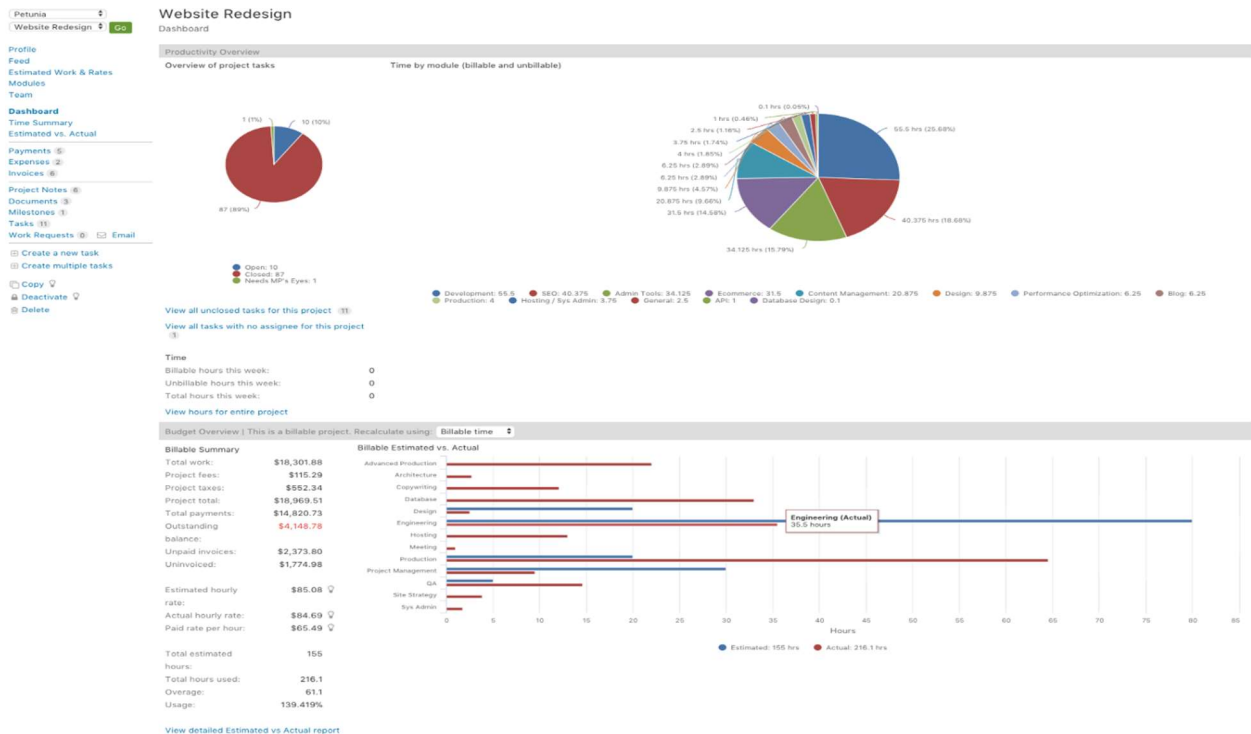 Petunia
Website Redesign Go
Profile
Feed
Estimated Work & Rates
Modules
Team
Dashboard
Time Summary
Estimated vs. Actual
Payments 5
Expenses 2
Invoices 6
Project Notes 6
Documents 3
Milestones 1
Tasks 11
Work Requests 0 Email
Create a new task
Create multiple tasks
Copy
Deactivate
Delete
Website Redesign
Dashboard
Productivity Overview
Overview of project tasks
1 (1%)
10 (10%)
87 (89%)
Open: 10
Closed: 87
Needs MP's Eyes: 1
View all unclosed tasks for this project 11
View all tasks with no assignee for this project
1
Time by module (billable and unbillable)
0.1 hrs (0.05%)
1 hrs (0.46%)
2.5 hrs (1.16%)
3.75 hrs (1.74%)
4 hrs (1.85%)
6.25 hrs (2.89%)
6.25 hrs (2.89%)
9.875 hrs (4.57%)
20.875 hrs (9.66%)
31.5 hrs (14.58%)
34.125 hrs (15.79%)
40.375 hrs (18.68%)
55.5 hrs (25.68%)
Development: 55.5 SEO: 40.375 Admin Tools: 34.125 Ecommerce: 31.5 Content Management: 20.875 Design: 9.875 Performance Optimization: 6.25 Blog: 6.25
Production: 4 Hosting / Sys Admin: 3.75 General: 2.5 API: 1 Database Design: 0.1
Time
Billable hours this week: 0
Unbillable hours this week: 0
Total hours this week: 0
View hours for entire project
Budget Overview | This is a billable project. Recalculate using: Billable time
Billable Summary
Total work: $18,301.88
Project fees: $115.29
Project taxes: $552.34
Project total: $18,969.51
Total payments: $14,820.73
Outstanding $4,148.78
balance:
Unpaid invoices: $2,373.80
Uninvoiced: $1,774.98
Estimated hourly $85.08
rate:
Actual hourly rate: $84.69
Paid rate per hour: $65.49
Total estimated 155
hours:
Total hours used: 216.1
Overage: 61.1
Usage: 139.419%
View detailed Estimated vs Actual report
Billable Estimated vs. Actual
Advanced Production
Architecture
Copywriting
Database
Design
Engineering
Hosting
Meeting
Production
Project Management
QA
Site Strategy
Sys Admin
Engineering (Actual)
35.5 hours
0 5 10 15 20 25 30 35 40 45 50 55 60 65 70 75 80 85
Hours
Estimated: 155 hrs Actual: 216.1 hrs